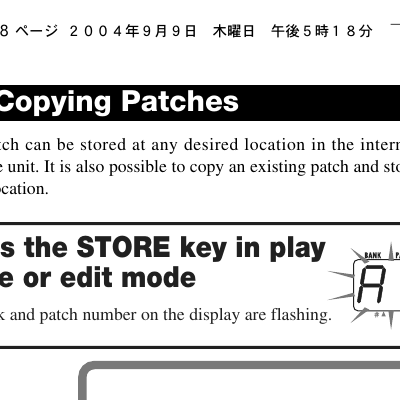 8 ページ ２００４年９月９日 木曜日 午後５時１８分
Copying Patches
tch can be stored at any desired location in the intern
e unit. It is also possible to copy an existing patch and sto
ocation.
s the STORE key in play
e or edit mode
BANK PA
A
k and patch number on the display are flashing.